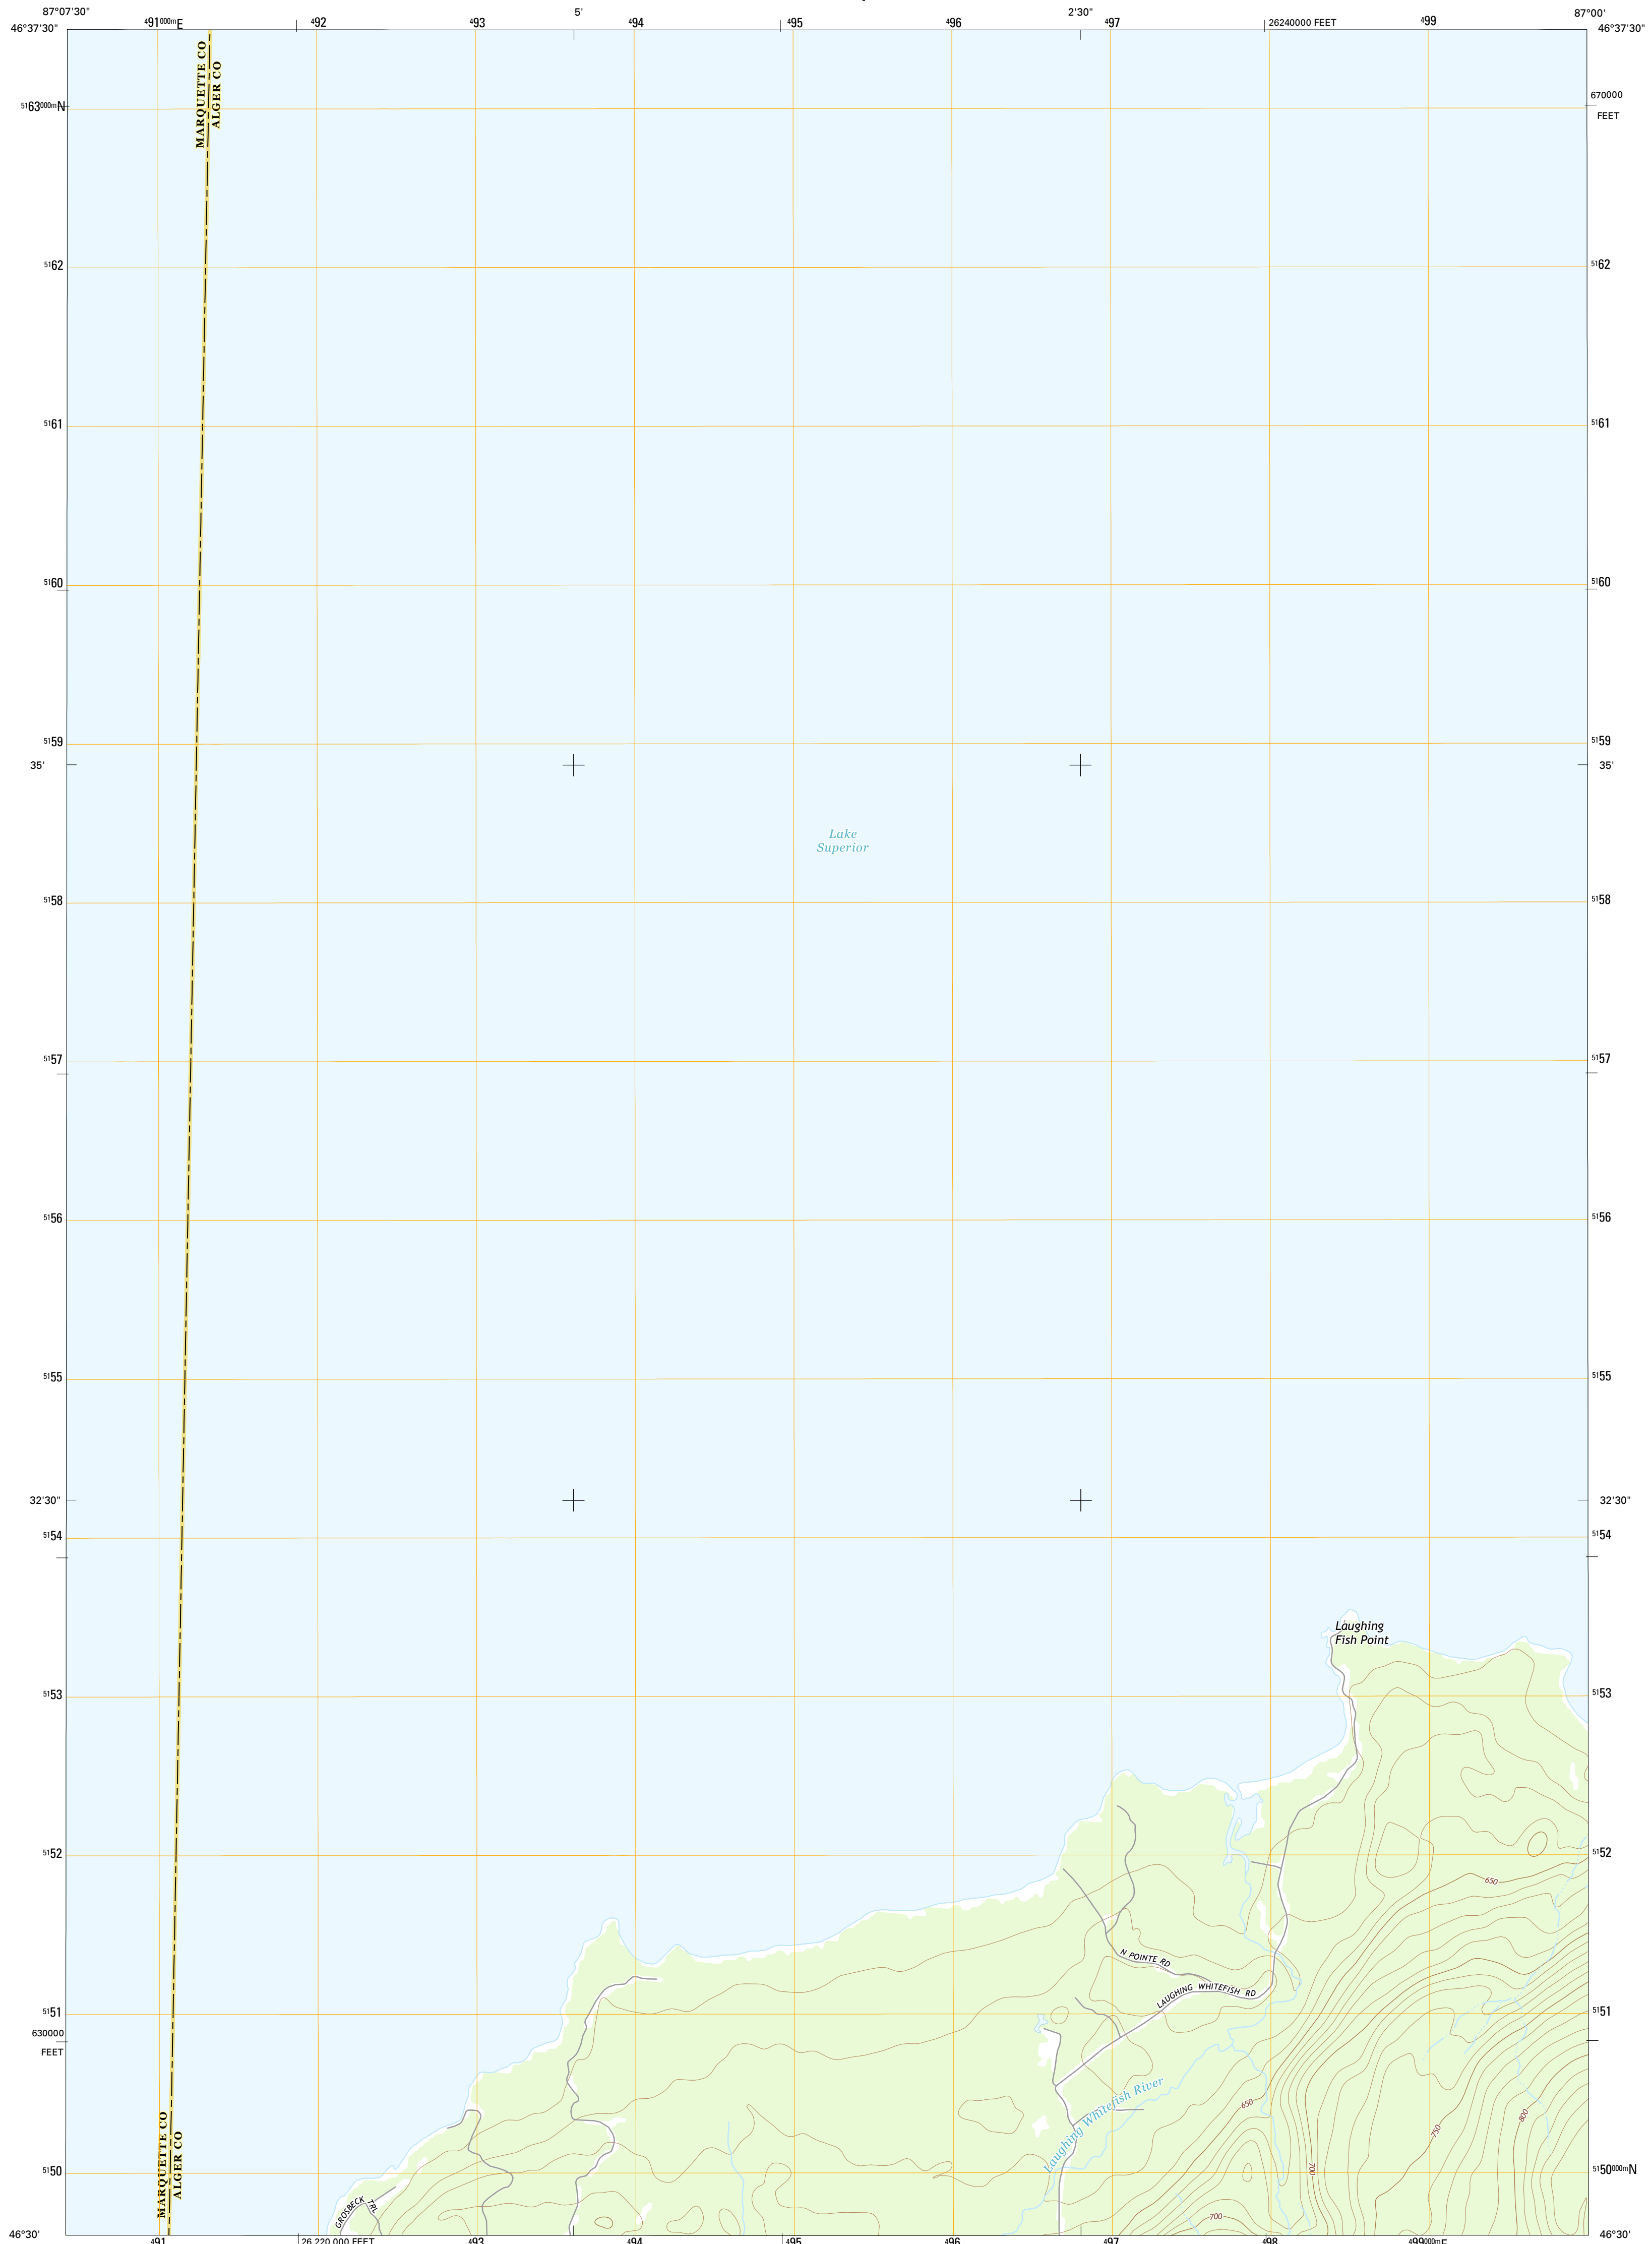 87°07'30"
491000mE
492
493
5'
494
495
496
2'30"
497
26240000 FEET
499
87°00'
46°37'30"
46°37'30"
MARQUETTE CO
ALGER CO
5163000mN
670000
FEET
5162
5162
5161
5161
5160
5160
5159
5159
35'
35'
Lake
Superior
5158
5158
5157
5157
5156
5156
5155
5155
32'30"
32'30"
5154
5154
Laughing
Fish Point
5153
5153
5152
5152
650
N POINTE RD
LAUGHING WHITEFISH RD
5151
5151
630000
FEET
Laughing Whitefish River
650
750
800
MARQUETTE CO
ALGER CO
5150
700
5150000mN
GROSBECK TRL
700
46°30'
46°30'
491
26 220 000 FEET
493
494
495
496
497
498
499000mE